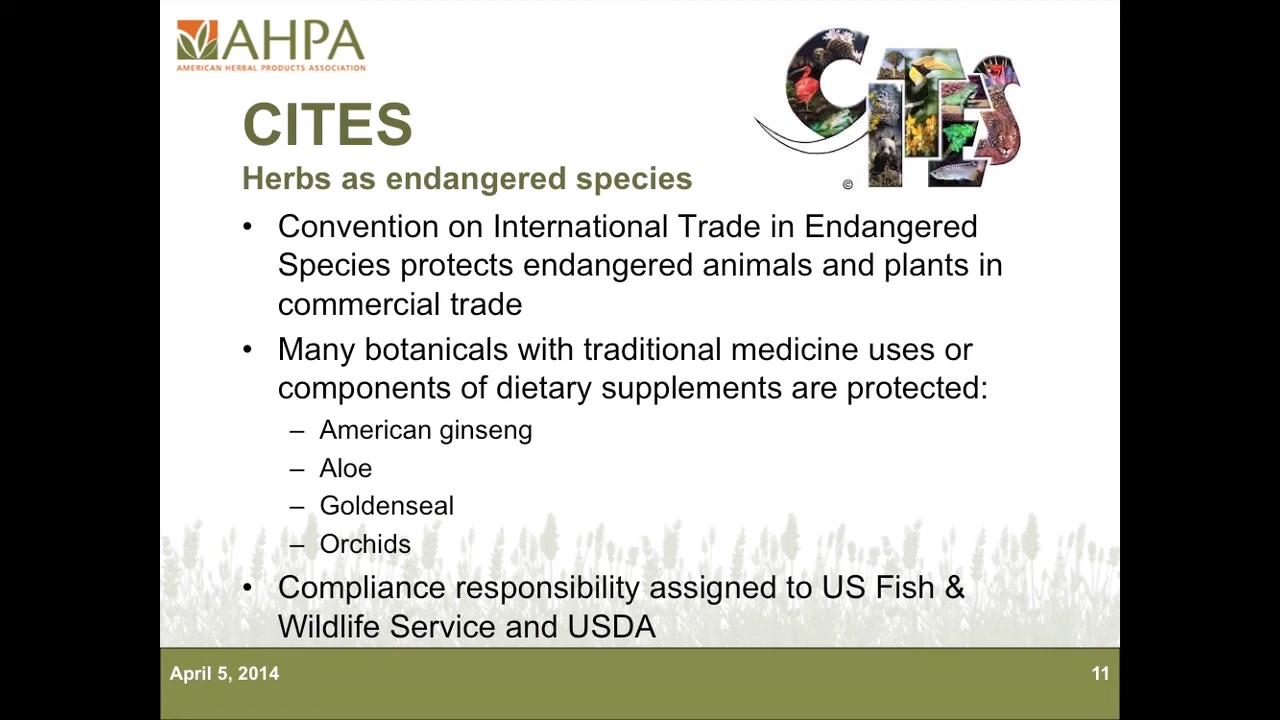 AHPA
AMERICAN HERBAL PRODUCTS ASSOCIATION
CITES
©
CITES
Herbs as endangered species
• Convention on International Trade in Endangered
Species protects endangered animals and plants in
commercial trade
• Many botanicals with traditional medicine uses or
components of dietary supplements are protected:
– American ginseng
– Aloe
– Goldenseal
– Orchids
• Compliance responsibility assigned to US Fish &
Wildlife Service and USDA
April 5, 2014
11